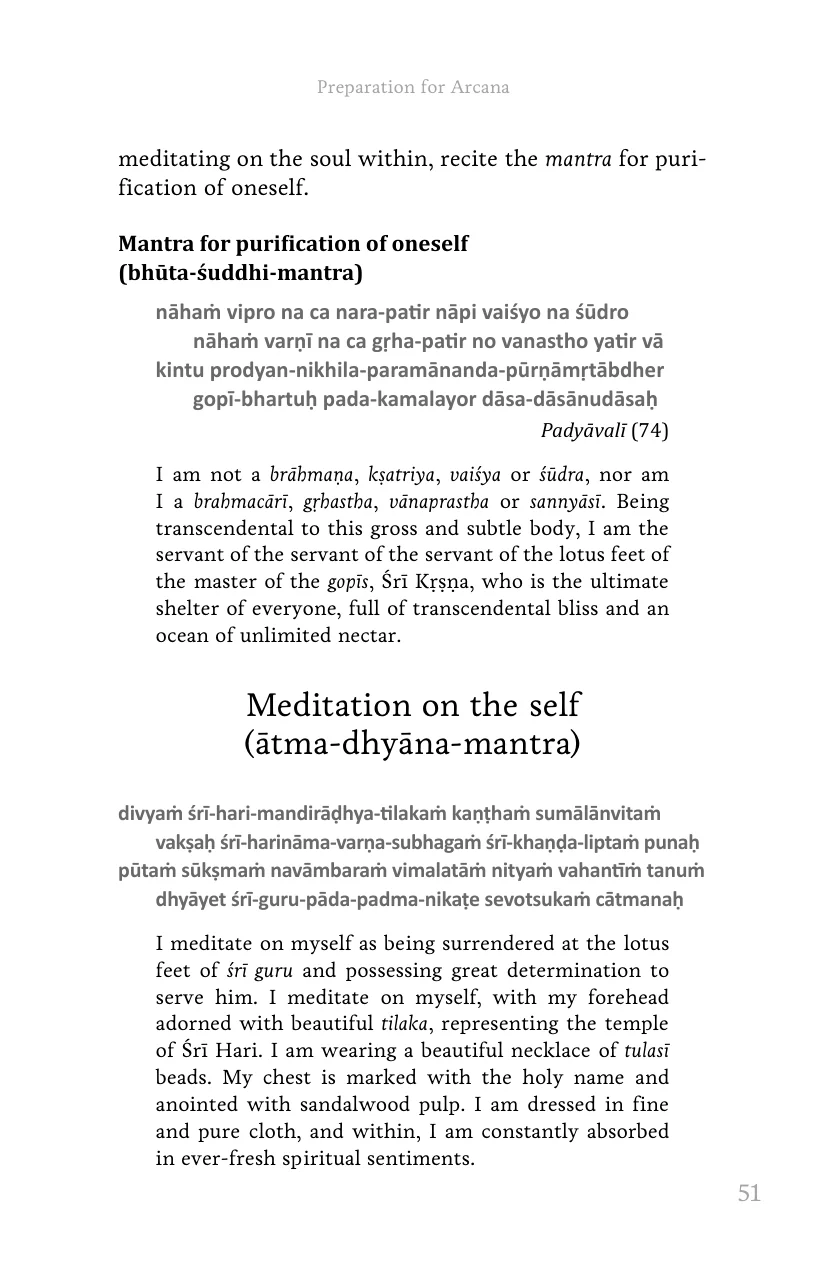 Preparation for Arcana
meditating on the soul within, recite the mantra for puri-
fication of oneself.
Mantra for purification of oneself
(bhūta-śuddhi-mantra)
nāhaṁ vipro na ca nara-patir nāpi vaiśyo na śūdro
nāhaṁ varṇī na ca gṛha-patir no vanastho yatir vā
kintu prodyan-nikhila-paramānanda-pūrṇāmṛtābdher
gopī-bhartuḥ pada-kamalayor dāsa-dāsānudāsaḥ
Padyāvalī (74)
I am not a brāhmaṇa, kṣatriya, vaiśya or śūdra, nor am
I a brahmacārī, gṛhastha, vānaprastha or sannyāsī. Being
transcendental to this gross and subtle body, I am the
servant of the servant of the servant of the lotus feet of
the master of the gopīs, Śrī Kṛṣṇa, who is the ultimate
shelter of everyone, full of transcendental bliss and an
ocean of unlimited nectar.
Meditation on the self
(ātma-dhyāna-mantra)
divyaṁ śrī-hari-mandirāḍhya-tilakaṁ kaṇṭhaṁ sumālānvitaṁ
vakṣaḥ śrī-harināma-varṇa-subhagaṁ śrī-khaṇḍa-liptaṁ punaḥ
pūtaṁ sūkṣmaṁ navāmbaraṁ vimalatāṁ nityaṁ vahantīṁ tanuṁ
dhyāyet śrī-guru-pāda-padma-nikaṭe sevotsukaṁ cātmanaḥ
I meditate on myself as being surrendered at the lotus
feet of śrī guru and possessing great determination to
serve him. I meditate on myself, with my forehead
adorned with beautiful tilaka, representing the temple
of Śrī Hari. I am wearing a beautiful necklace of tulasī
beads. My chest is marked with the holy name and
anointed with sandalwood pulp. I am dressed in fine
and pure cloth, and within, I am constantly absorbed
in ever-fresh spiritual sentiments.
51